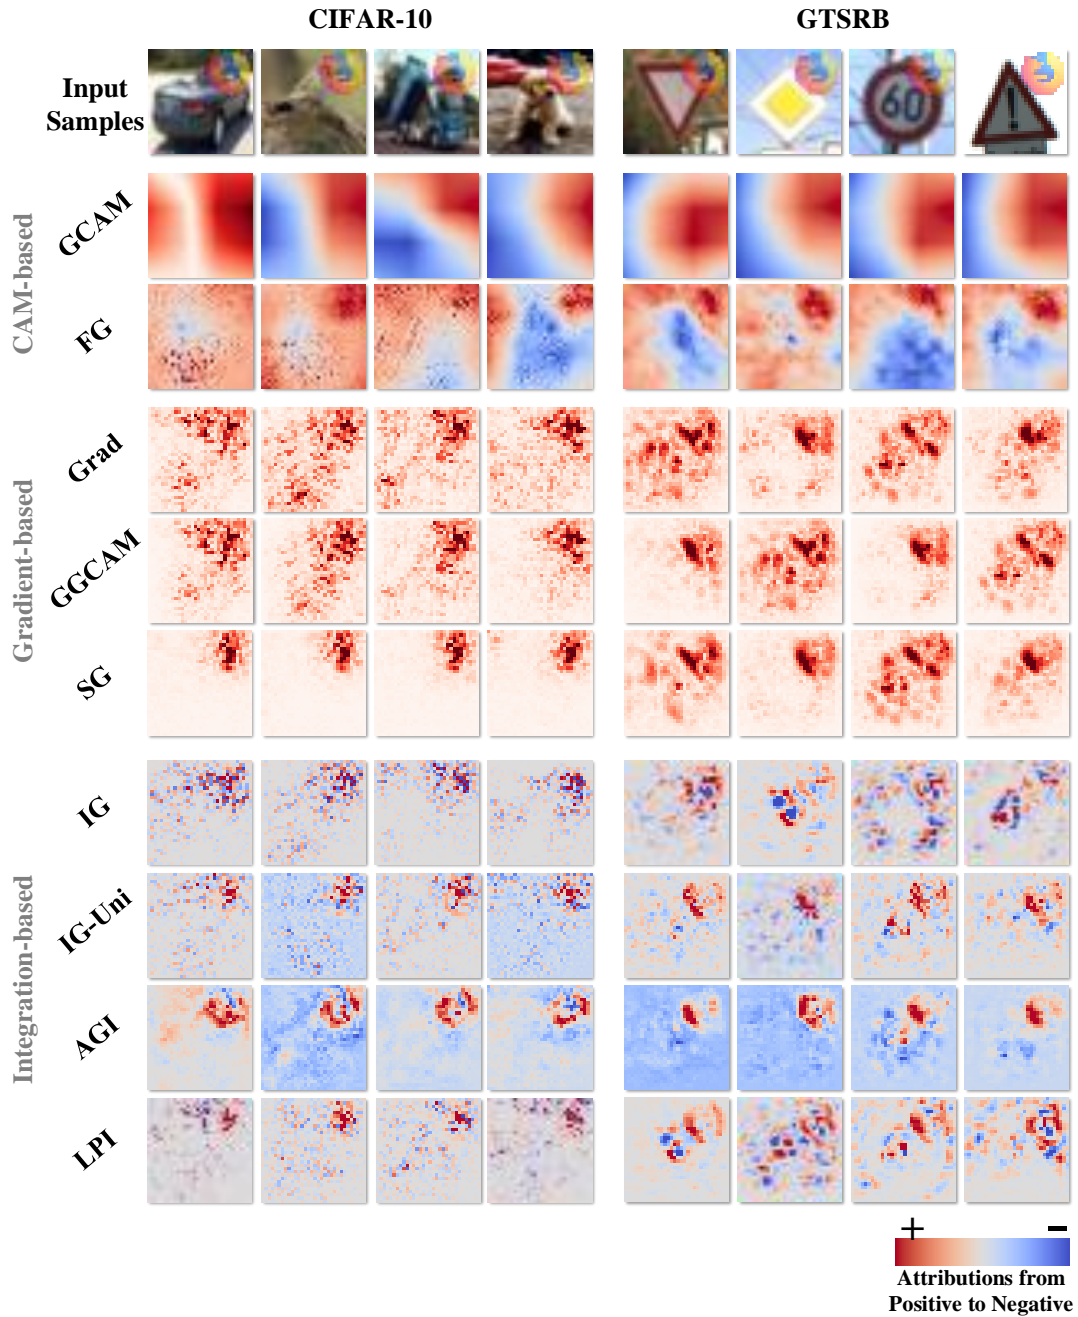 CIFAR-10
GTSRB
Input
Samples
60
!
CAM-based
GCAM
FG
Gradient-based
Grad
GGCAM
SG
Integration-based
IG
IG-Uni
AGI
LPI
+ −
Attributions from
Positive to Negative